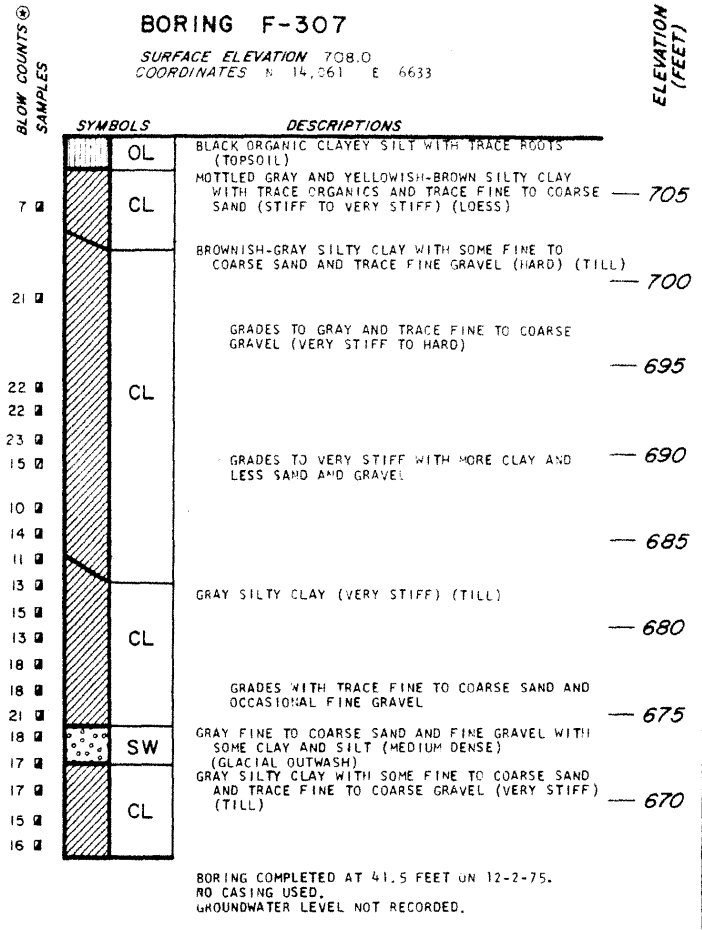 BORING F-307
SURFACE ELEVATION 708.0
COORDINATES N 14,061 E 6633
BLOW COUNTS ⊛
SAMPLES
ELEVATION
(FEET)
SYMBOLS
DESCRIPTIONS
OL
BLACK ORGANIC CLAYEY SILT WITH TRACE ROOTS
(TOPSOIL)
CL
MOTTLED GRAY AND YELLOWISH-BROWN SILTY CLAY
WITH TRACE ORGANICS AND TRACE FINE TO COARSE
SAND (STIFF TO VERY STIFF) (LOESS)
— 705
7
BROWNISH-GRAY SILTY CLAY WITH SOME FINE TO
COARSE SAND AND TRACE FINE GRAVEL (HARD) (TILL)
— 700
21
GRADES TO GRAY AND TRACE FINE TO COARSE
GRAVEL (VERY STIFF TO HARD)
— 695
22
CL
22
23
15
GRADES TO VERY STIFF WITH MORE CLAY AND
LESS SAND AND GRAVEL
— 690
10
14
— 685
11
13
GRAY SILTY CLAY (VERY STIFF) (TILL)
15
— 680
13
CL
18
18
GRADES WITH TRACE FINE TO COARSE SAND AND
OCCASIONAL FINE GRAVEL
21
— 675
18
SW
GRAY FINE TO COARSE SAND AND FINE GRAVEL WITH
SOME CLAY AND SILT (MEDIUM DENSE)
(GLACIAL OUTWASH)
17
GRAY SILTY CLAY WITH SOME FINE TO COARSE SAND
AND TRACE FINE TO COARSE GRAVEL (VERY STIFF)
(TILL)
17
— 670
CL
15
16
BORING COMPLETED AT 41.5 FEET ON 12-2-75.
NO CASING USED.
GROUNDWATER LEVEL NOT RECORDED.